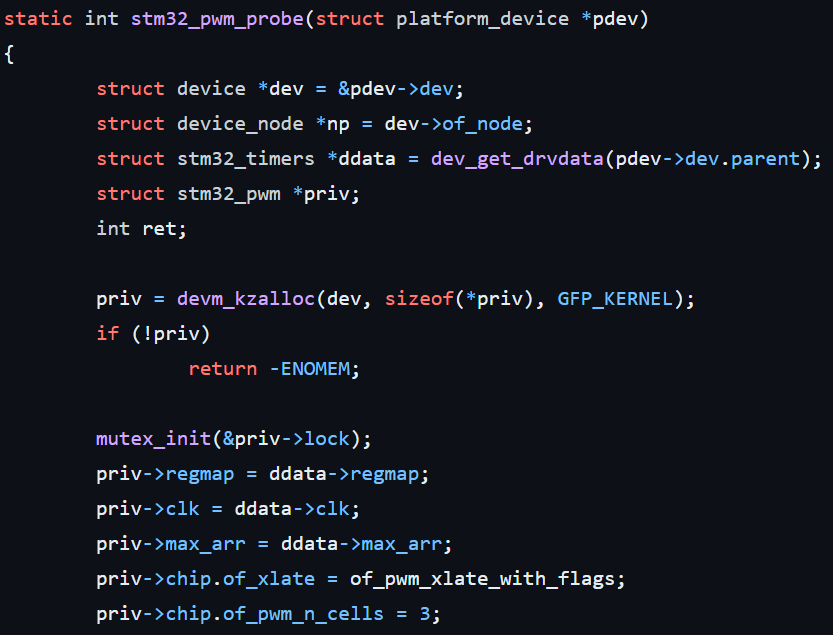 static int stm32_pwm_probe(struct platform_device *pdev)
{
        struct device *dev = &pdev->dev;
        struct device_node *np = dev->of_node;
        struct stm32_timers *ddata = dev_get_drvdata(pdev->dev.parent);
        struct stm32_pwm *priv;
        int ret;

        priv = devm_kzalloc(dev, sizeof(*priv), GFP_KERNEL);
        if (!priv)
                return -ENOMEM;

        mutex_init(&priv->lock);
        priv->regmap = ddata->regmap;
        priv->clk = ddata->clk;
        priv->max_arr = ddata->max_arr;
        priv->chip.of_xlate = of_pwm_xlate_with_flags;
        priv->chip.of_pwm_n_cells = 3;